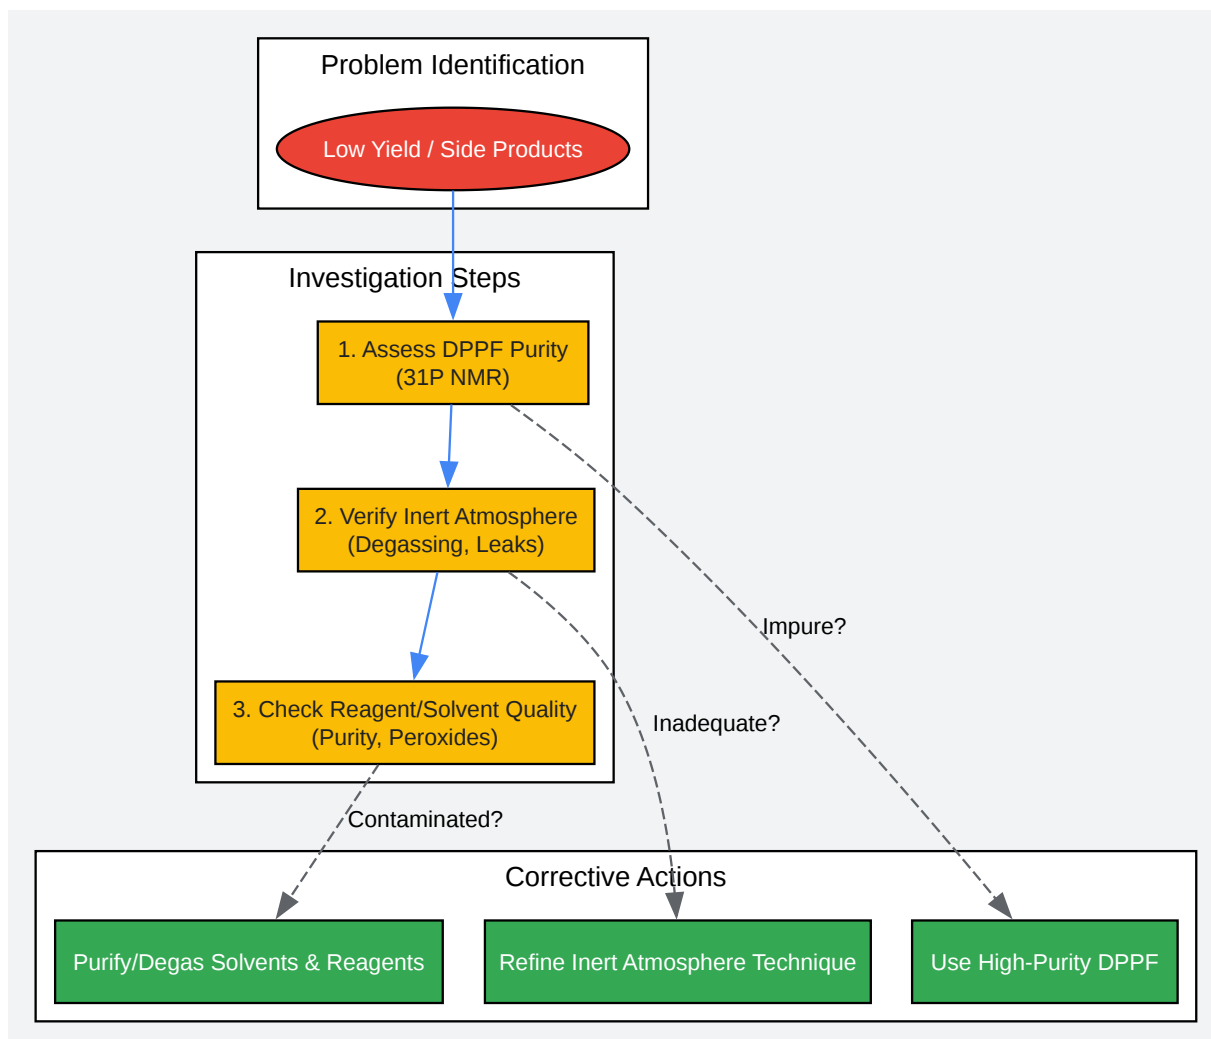 Problem Identification
Low Yield / Side Products
Investigation Steps
1. Assess DPPF Purity
(31P NMR)
2. Verify Inert Atmosphere
(Degassing, Leaks)
Impure?
3. Check Reagent/Solvent Quality
(Purity, Peroxides)
Inadequate?
Contaminated?
Corrective Actions
Purify/Degas Solvents & Reagents
Refine Inert Atmosphere Technique
Use High-Purity DPPF